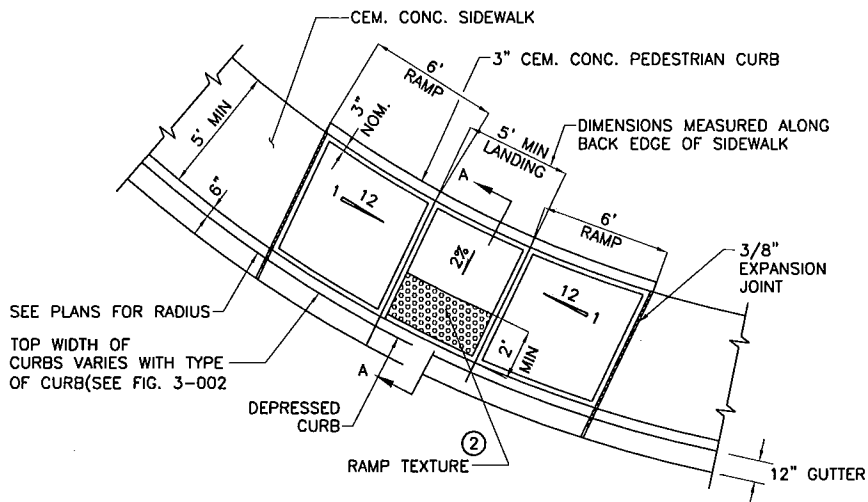 CEM. CONC. SIDEWALK
6'
RAMP
3" CEM. CONC. PEDESTRIAN CURB
5' MIN
3"
NOM.
5' MIN
LANDING
DIMENSIONS MEASURED ALONG
BACK EDGE OF SIDEWALK
A
6"
1
12
6'
RAMP
2%
3/8"
EXPANSION
JOINT
12
1
SEE PLANS FOR RADIUS
TOP WIDTH OF
CURBS VARIES WITH TYPE
OF CURB(SEE FIG. 3-002
2'
MIN
A
DEPRESSED
CURB
2
RAMP TEXTURE
12" GUTTER